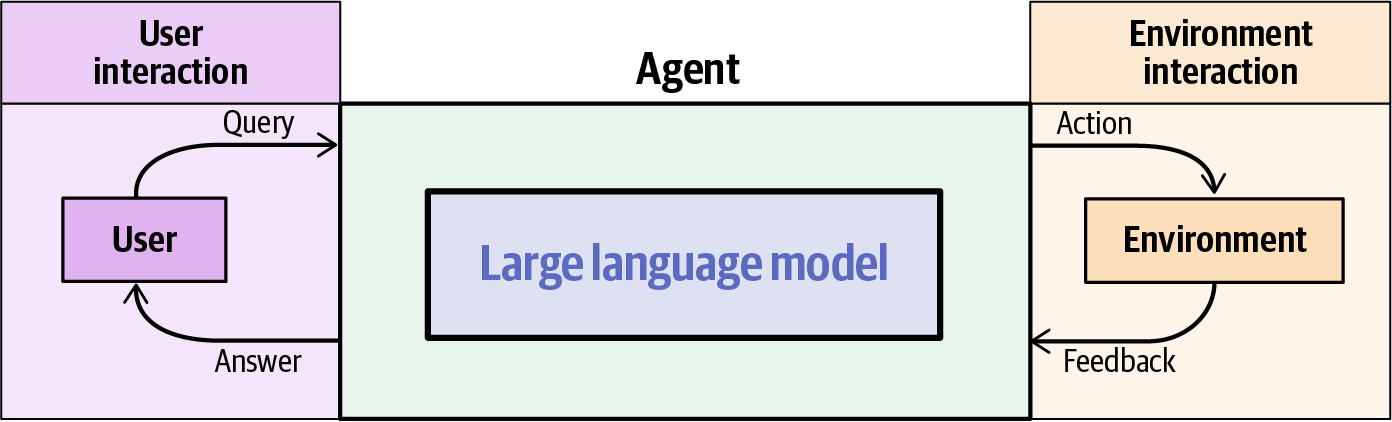 User
interaction
Agent
Environment
interaction
Query
Action
User
Large language model
Environment
Answer
Feedback